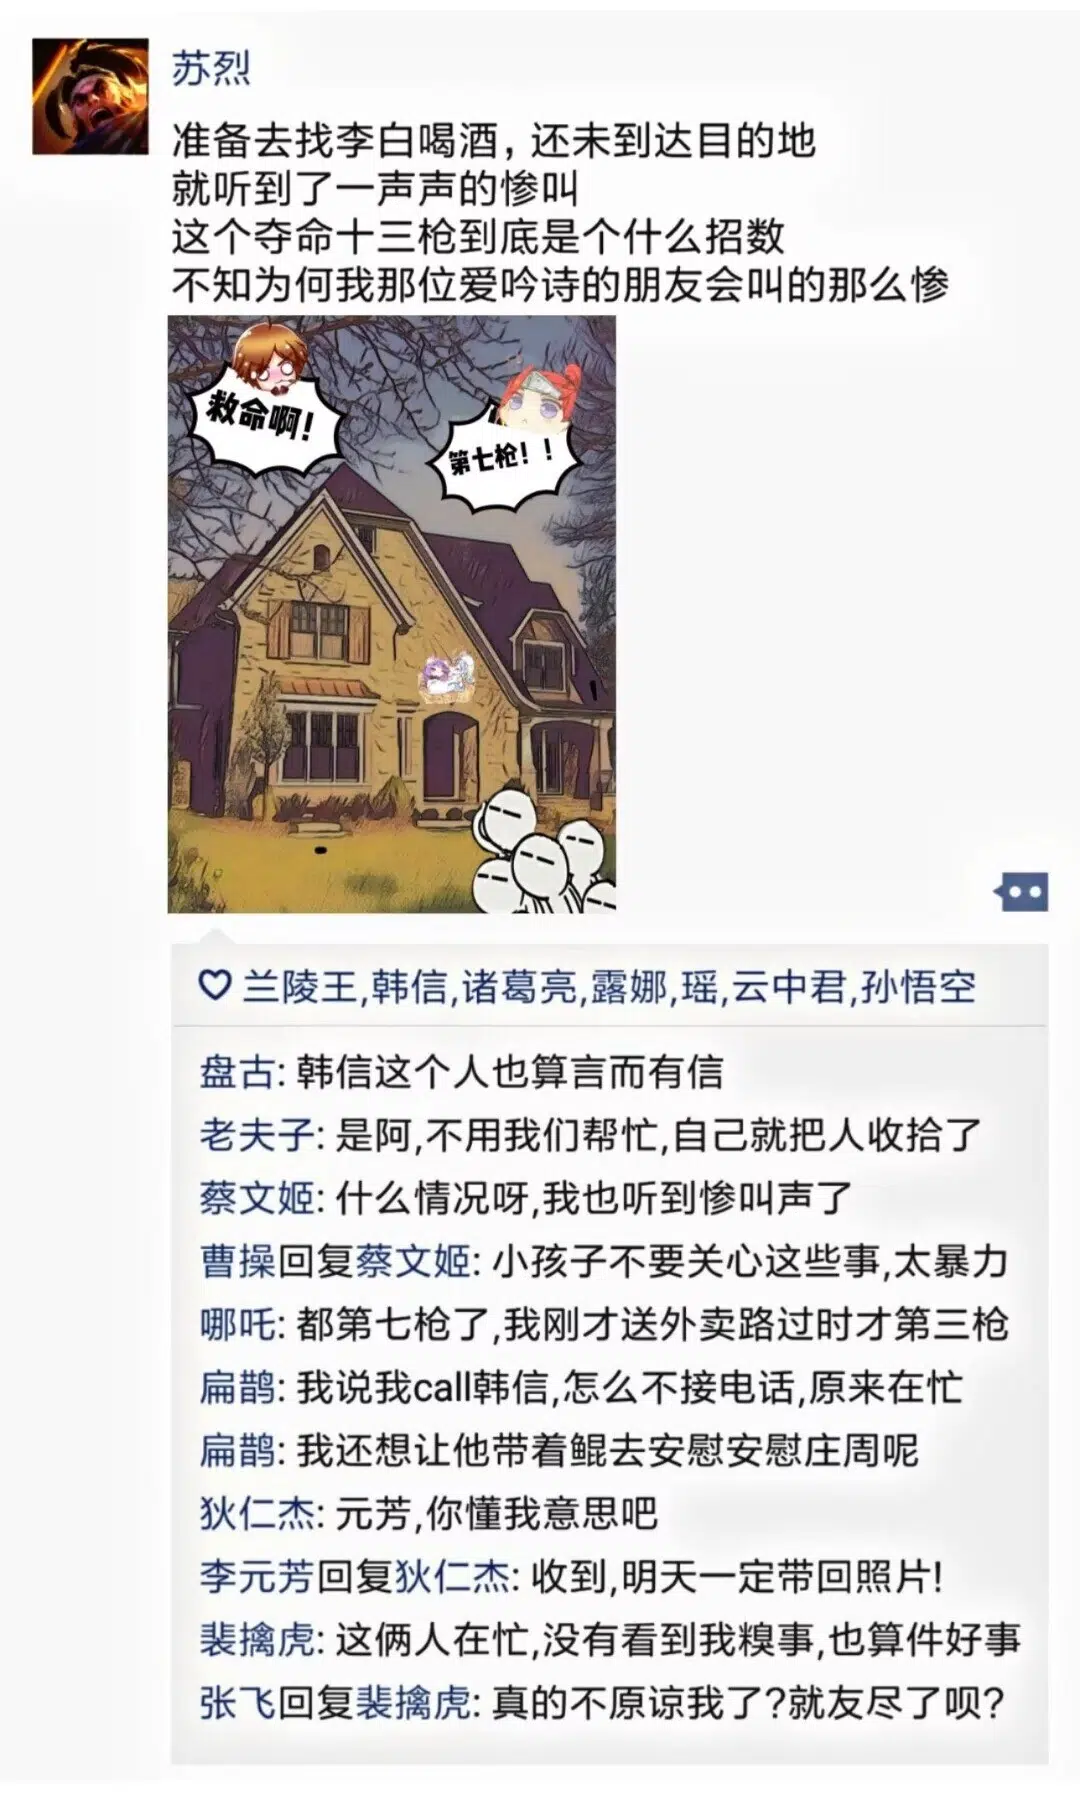 苏烈
准备去找李白喝酒，还未到达目的地
就听到了一声声的惨叫
这个夺命十三枪到底是个什么招数
不知为何我那位爱吟诗的朋友会叫的那么惨
救命啊！
第七枪！！
兰陵王,韩信,诸葛亮,露娜,瑶,云中君,孙悟空
盘古: 韩信这个人也算言而有信
老夫子: 是阿,不用我们帮忙,自己就把人收拾了
蔡文姬: 什么情况呀,我也听到惨叫声了
曹操回复蔡文姬: 小孩子不要关心这些事,太暴力
哪吒: 都第七枪了,我刚才送外卖路过时才第三枪
扁鹊: 我说我call韩信,怎么不接电话,原来在忙
扁鹊: 我还想让他带着鲲去安慰安慰庄周呢
狄仁杰: 元芳,你懂我意思吧
李元芳回复狄仁杰: 收到,明天一定带回照片!
裴擒虎: 这俩人在忙,没有看到我糗事,也算件好事
张飞回复裴擒虎: 真的不原谅我了?就友尽了呗?